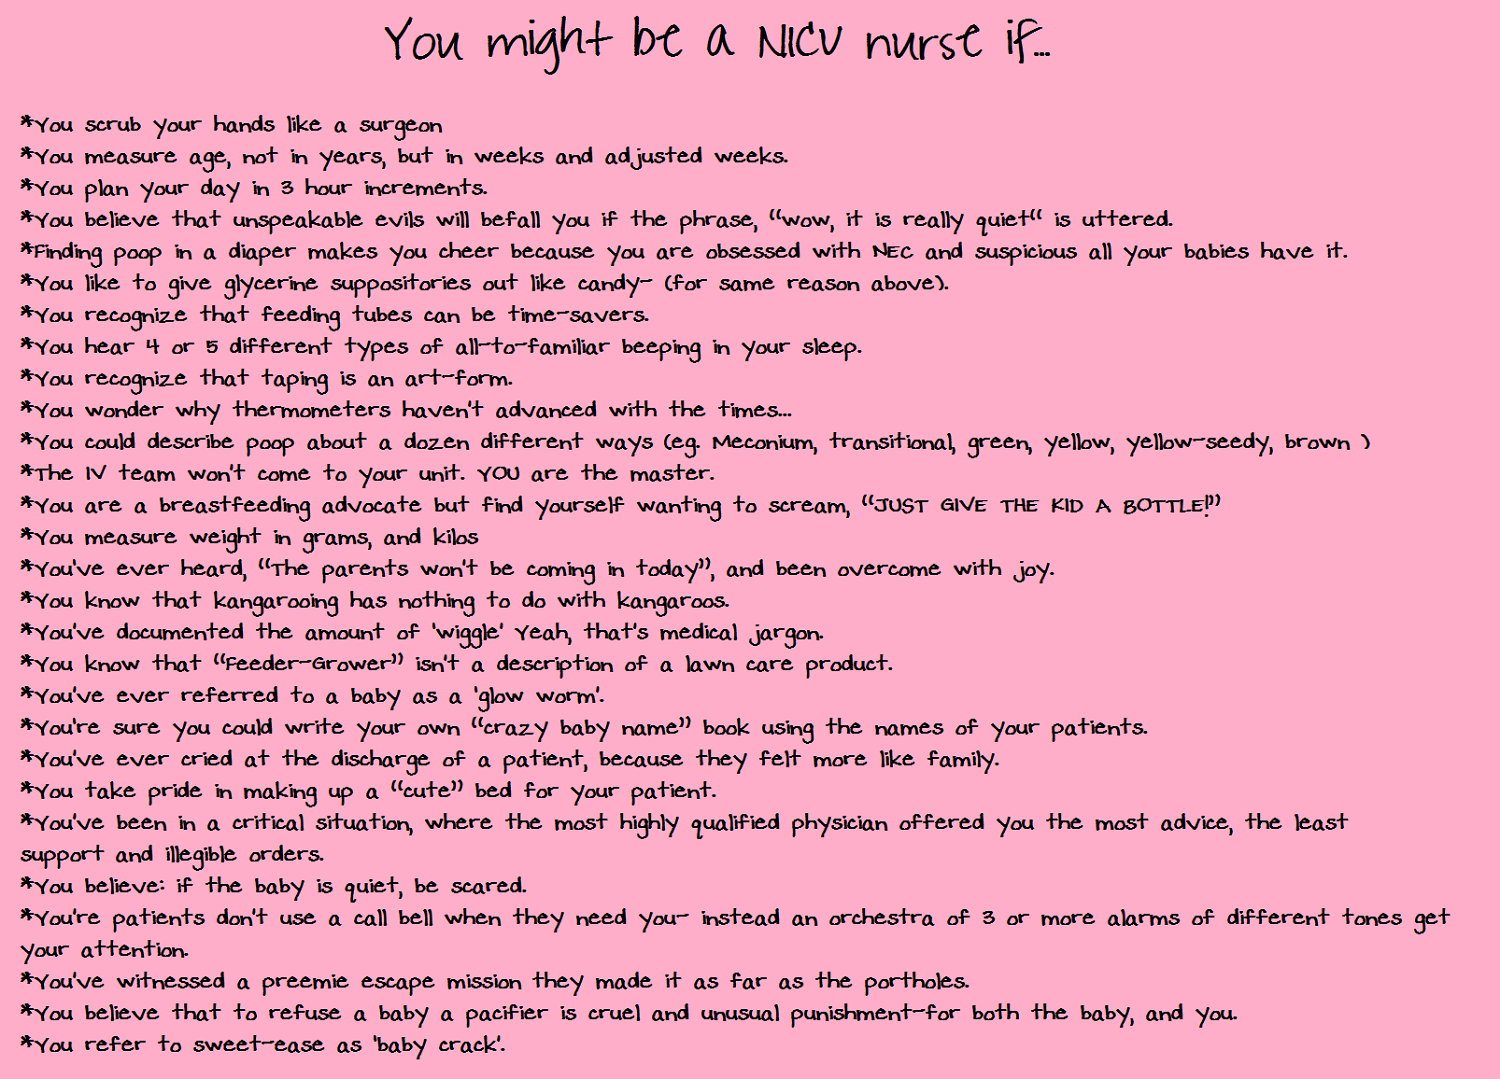 You might be a NICU nurse if...
*You scrub your hands like a surgeon
*You measure age, not in years, but in weeks and adjusted weeks.
*You plan your day in 3 hour increments.
*You believe that unspeakable evils will befall you if the phrase, “wow, it is really quiet“ is uttered.
*Finding poop in a diaper makes you cheer because you are obsessed with NEC and suspicious all your babies have it.
*You like to give glycerine suppositories out like candy- (for same reason above).
*You recognize that feeding tubes can be time-savers.
*You hear 4 or 5 different types of all-to-familiar beeping in your sleep.
*You recognize that taping is an art-form.
*You wonder why thermometers haven't advanced with the times...
*You could describe poop about a dozen different ways (eg. Meconium, transitional, green, yellow, yellow-seedy, brown )
*The IV team won't come to your unit. YOU are the master.
*You are a breastfeeding advocate but find yourself wanting to scream, “JUST GIVE THE KID A BOTTLE!”
*You measure weight in grams, and kilos
*You've ever heard, “The parents won't be coming in today”, and been overcome with joy.
*You know that kangarooing has nothing to do with kangaroos.
*You've documented the amount of 'wiggle' Yeah, that's medical jargon.
*You know that “Feeder-Grower” isn't a description of a lawn care product.
*You've ever referred to a baby as a 'glow worm'.
*You're sure you could write your own “crazy baby name” book using the names of your patients.
*You've ever cried at the discharge of a patient, because they felt more like family.
*You take pride in making up a “cute” bed for your patient.
*You've been in a critical situation, where the most highly qualified physician offered you the most advice, the least
support and illegible orders.
*You believe: if the baby is quiet, be scared.
*You're patients don't use a call bell when they need you- instead an orchestra of 3 or more alarms of different tones get
your attention.
*You've witnessed a preemie escape mission they made it as far as the portholes.
*You believe that to refuse a baby a pacifier is cruel and unusual punishment-for both the baby, and you.
*You refer to sweet-ease as 'baby crack'.